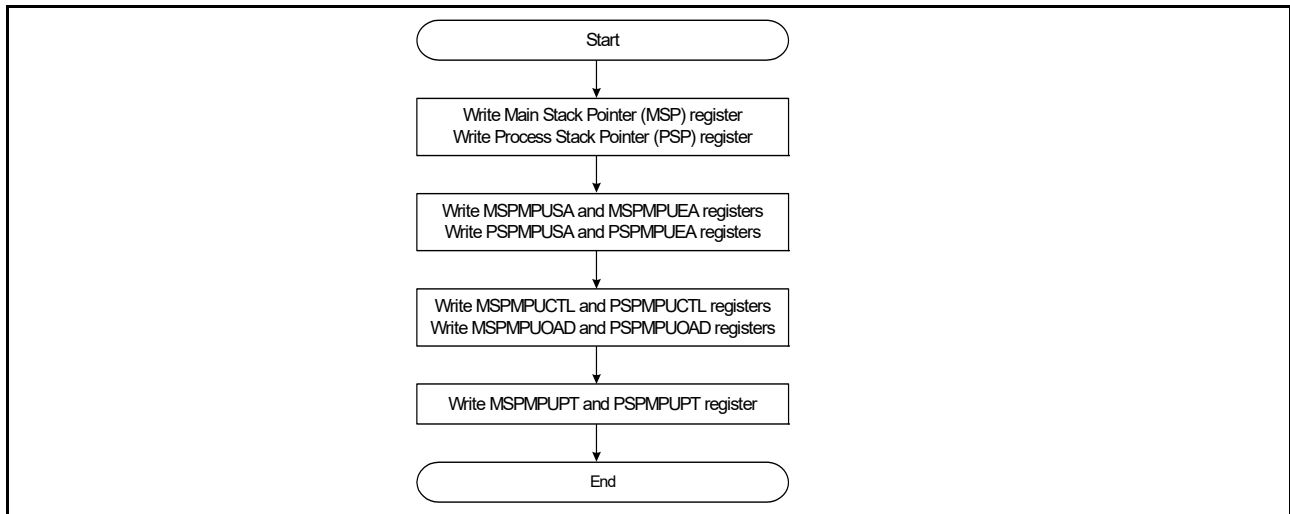 Start
Write Main Stack Pointer (MSP) register
Write Process Stack Pointer (PSP) register
Write MSPMPUSA and MSPMPUEA registers
Write PSPMPUSA and PSPMPUEA registers
Write MSPMPUCTL and PSPMPUCTL registers
Write MSPMPUOAD and PSPMPUOAD registers
Write MSPMPUPT and PSPMPUPT register
End